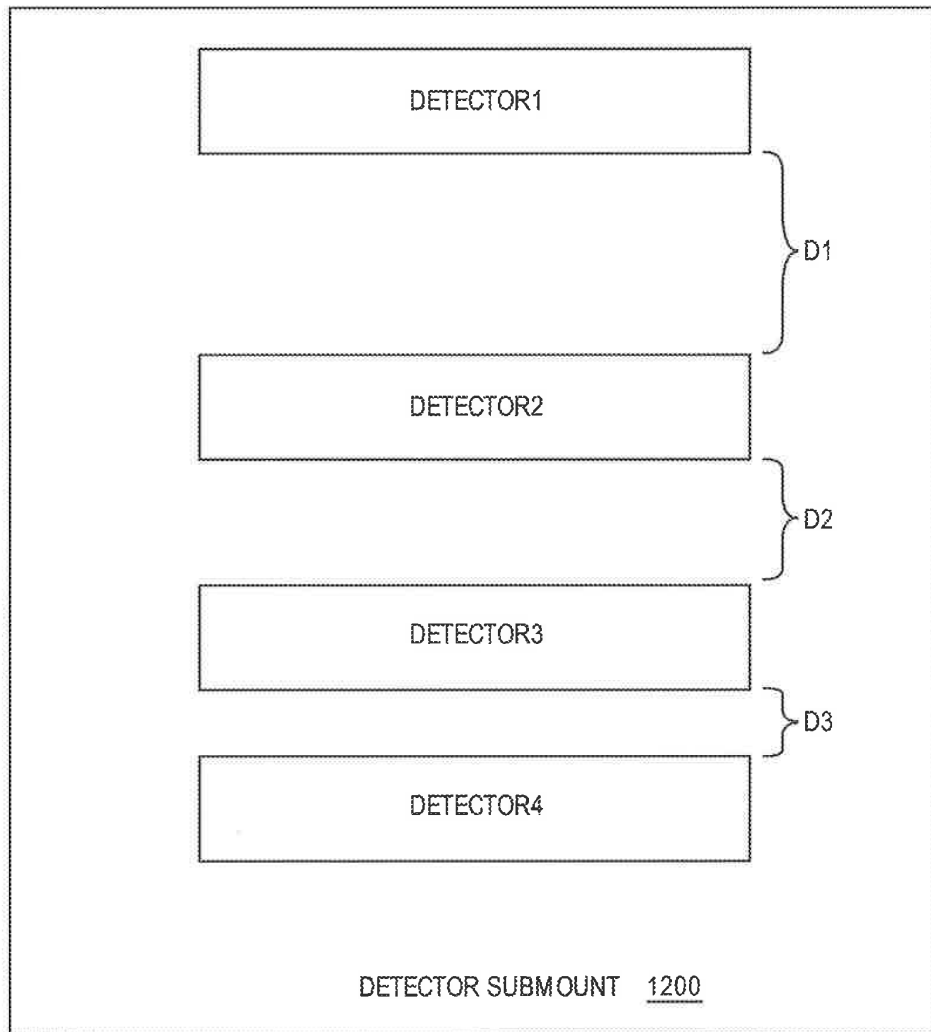 DETECTOR1
D1
DETECTOR2
D2
DETECTOR3
D3
DETECTOR4
DETECTOR SUBMOUNT 1200